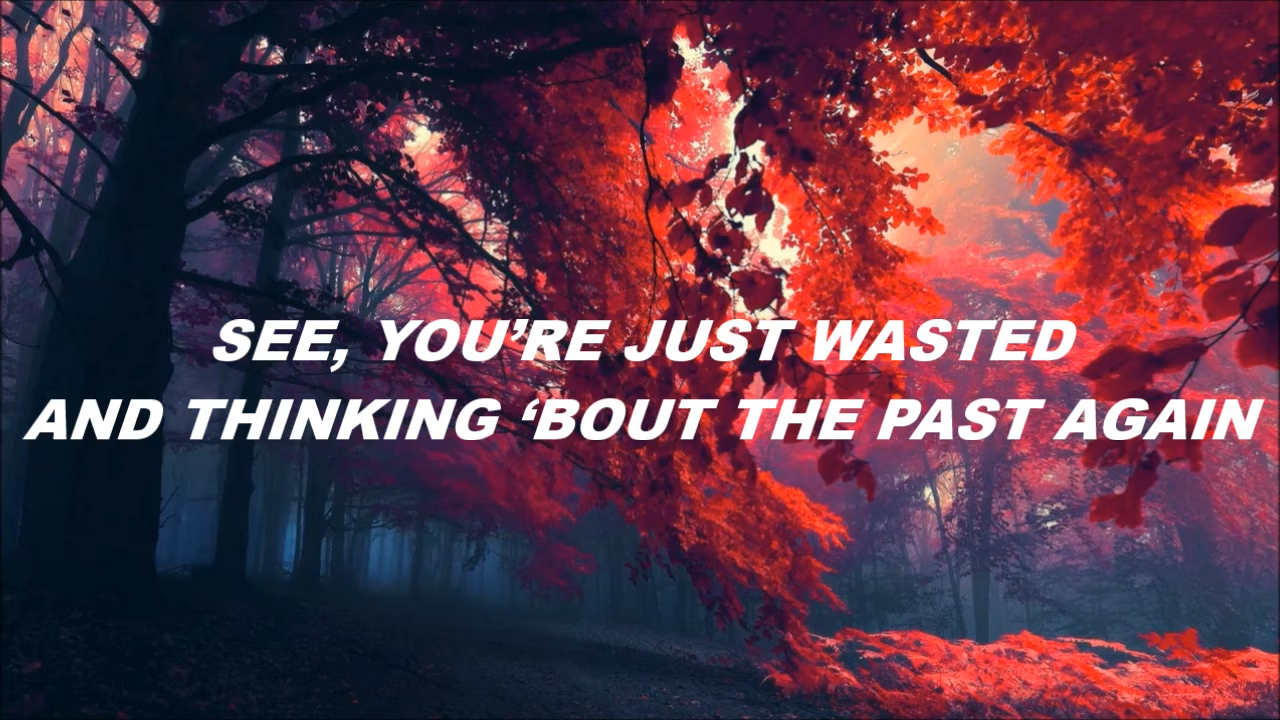 SEE, YOU’RE JUST WASTED
AND THINKING ‘BOUT THE PAST AGAIN